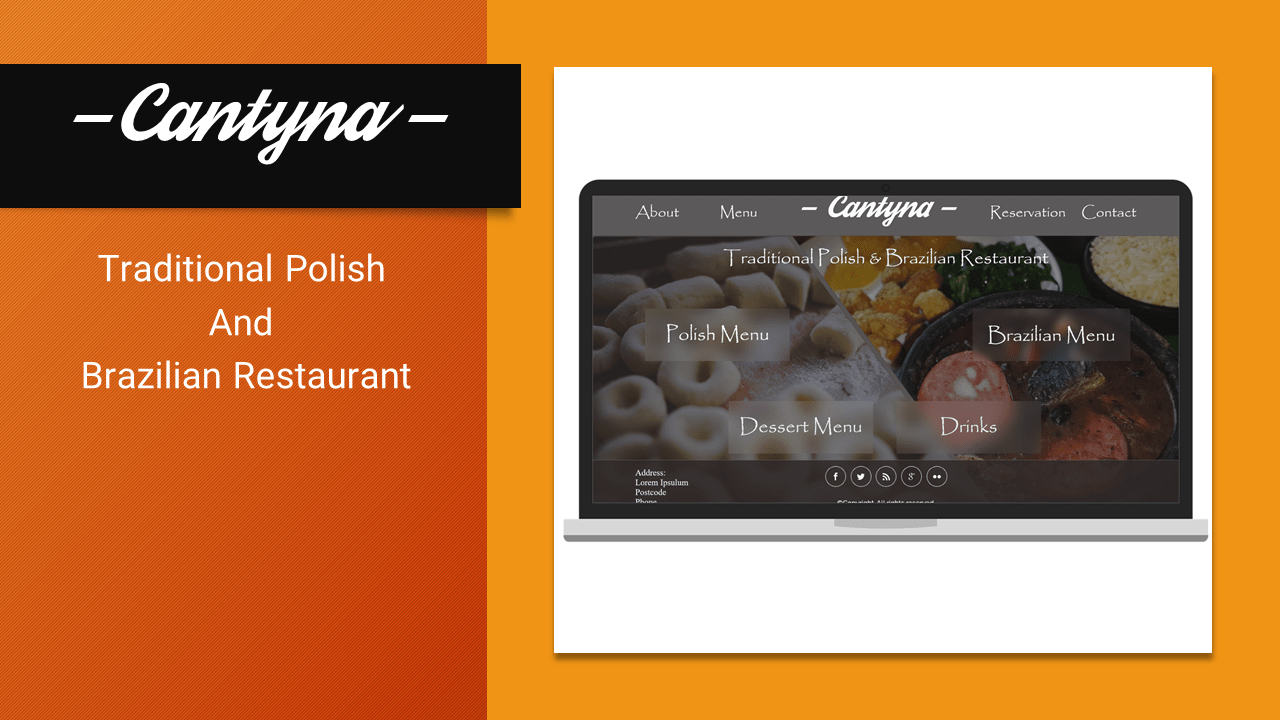 – Cantyna –
Traditional Polish
And
Brazilian Restaurant
About Menu – Cantyna – Reservation Contact
Traditional Polish & Brazilian Restaurant
Polish Menu
Brazilian Menu
Dessert Menu
Drinks
Address:
Lorem Ipsulum
Postcode
Phone
©Copyright. All rights reserved